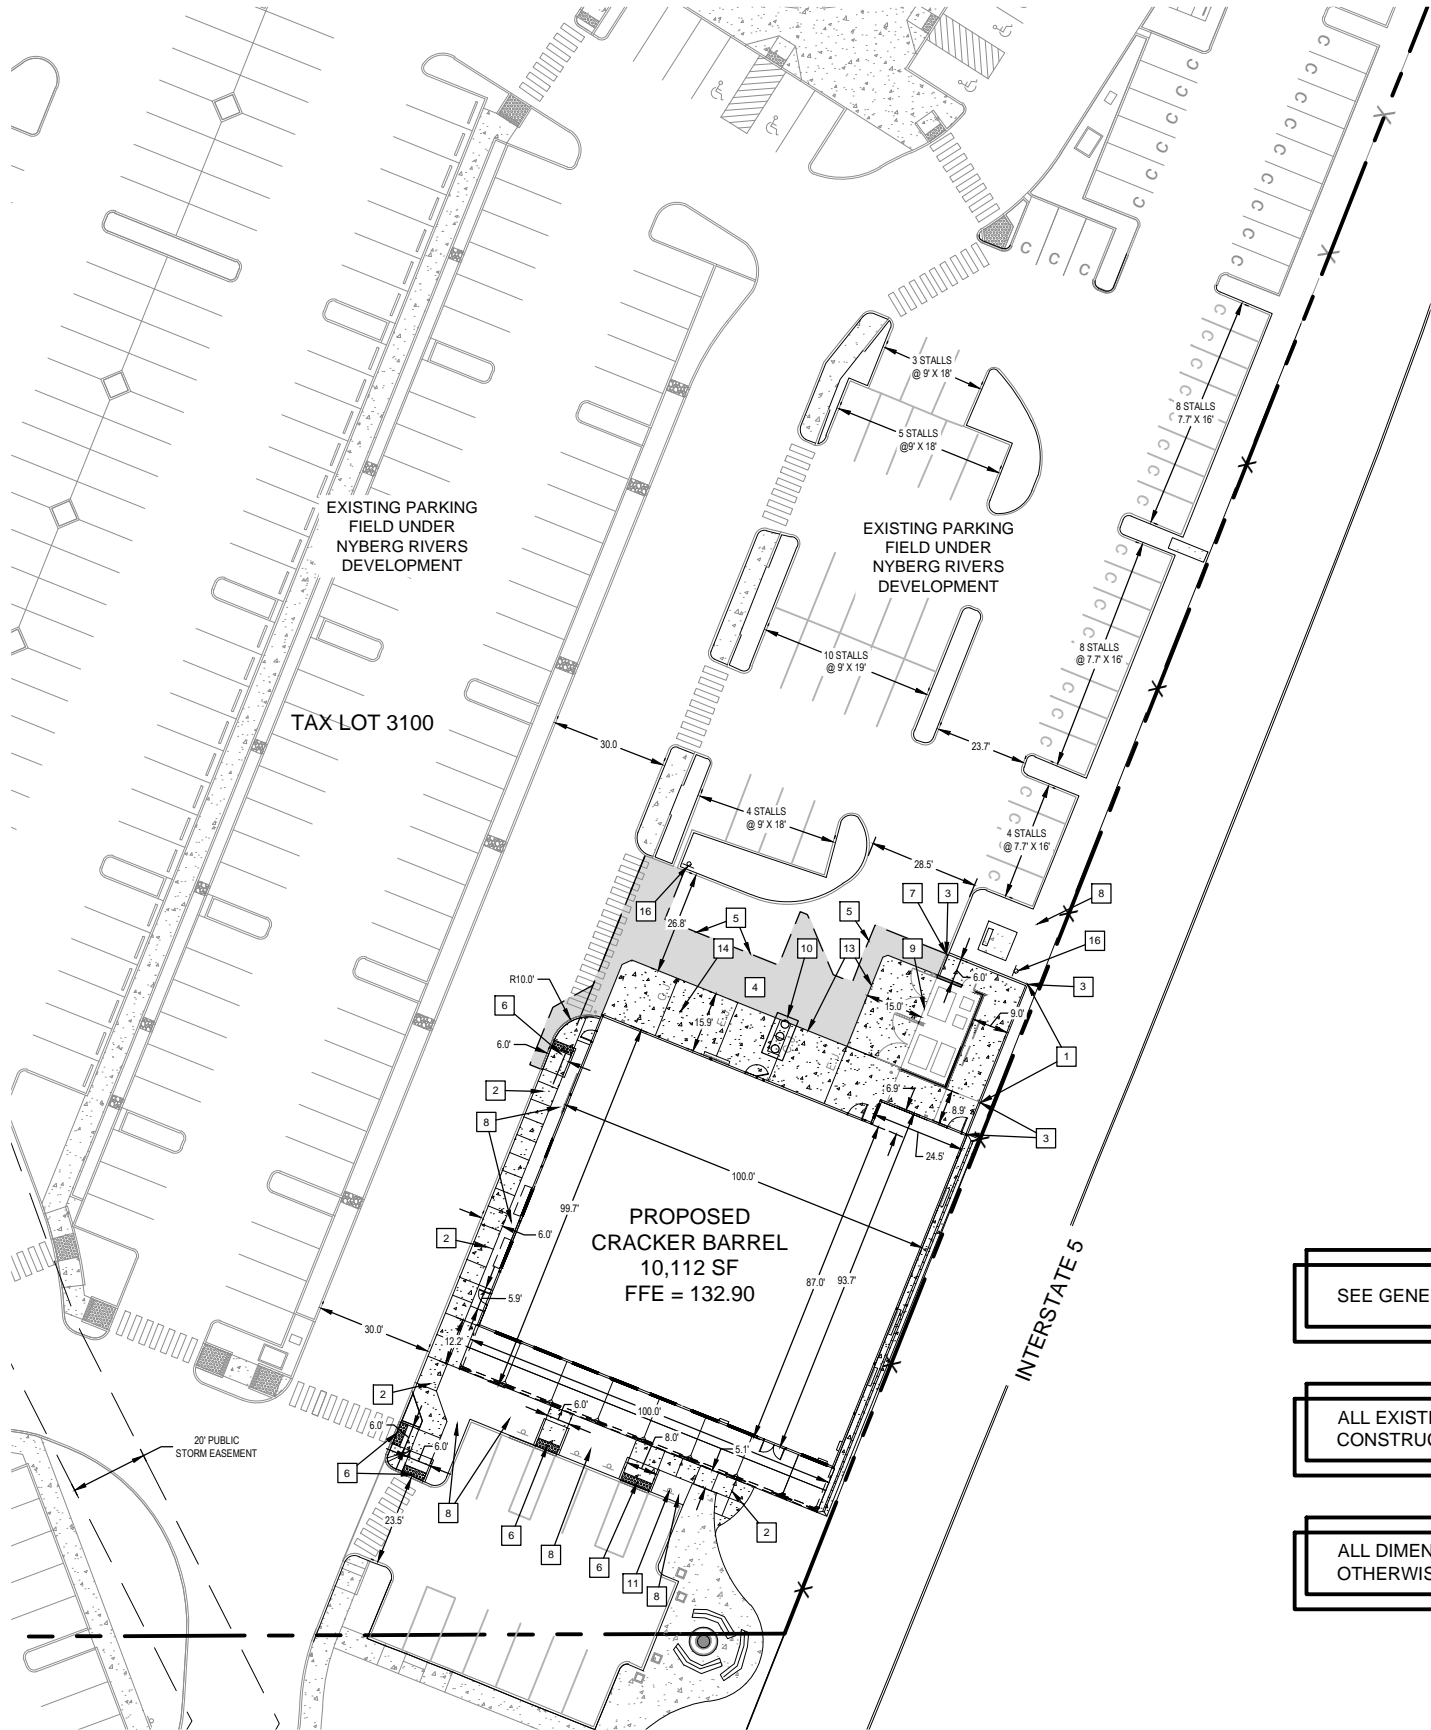 C C C C C C C C
C C C C C C C C C
C C C
3 STALLS
@ 9' X 18'
5 STALLS
@9' X 18'
8 STALLS
7.7' X 16'
C C C C C C C C
EXISTING PARKING
FIELD UNDER
NYBERG RIVERS
DEVELOPMENT
EXISTING PARKING
FIELD UNDER
NYBERG RIVERS
DEVELOPMENT
8 STALLS
@ 7.7' X 16'
C C C C C C C C
10 STALLS
@ 9' X 19'
TAX LOT 3100
30.0
23.7'
4 STALLS
@ 9' X 18'
4 STALLS
@ 7.7' X 16'
C C C C
28.5'
7
3
8
16
26.8'
5
5
16
14
10
13
9
4
6.0'
3
R10.0'
6
15.9'
15.0'
9.0'
6.0'
1
2
6.9'
8.9'
8
3
24.5'
100.0'
99.7'
PROPOSED
CRACKER BARREL
10,112 SF
FFE = 132.90
2
6.0'
87.0'
93.7'
5.9'
INTERSTATE 5
SEE GENE
30.0'
12.2'
2
6.0'
100.0'
6.0'
6.0'
8.0'
5.1'
ALL EXISTI
CONSTRUC
20' PUBLIC
STORM EASEMENT
6
8
23.5'
6
8
6
11
8
2
ALL DIMEN
OTHERWIS